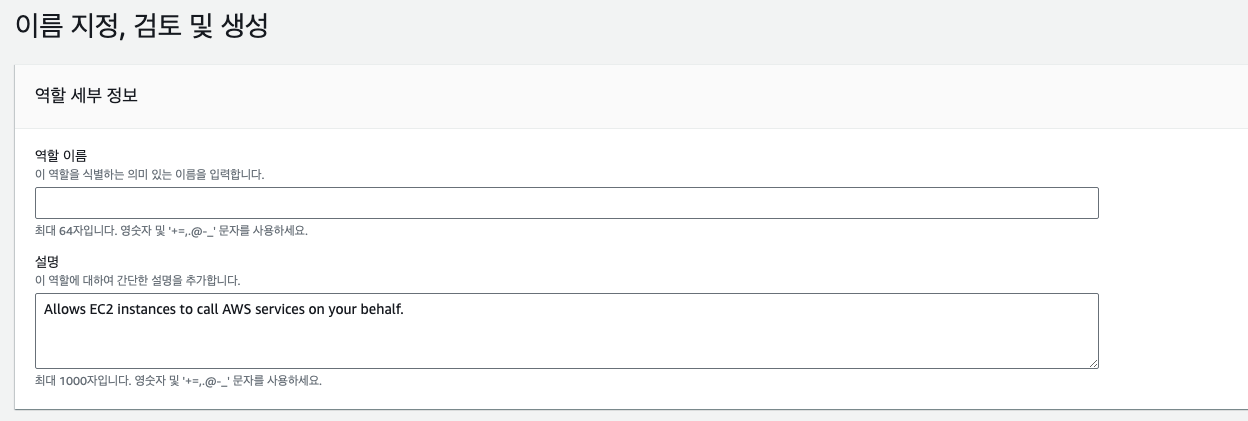 이름 지정, 검토 및 생성
역할 세부 정보
역할 이름
이 역할을 식별하는 의미 있는 이름을 입력합니다.
최대 64자입니다. 영숫자 및 '+=,.@-_' 문자를 사용하세요.
설명
이 역할에 대하여 간단한 설명을 추가합니다.
Allows EC2 instances to call AWS services on your behalf.
최대 1000자입니다. 영숫자 및 '+=,.@-_' 문자를 사용하세요.